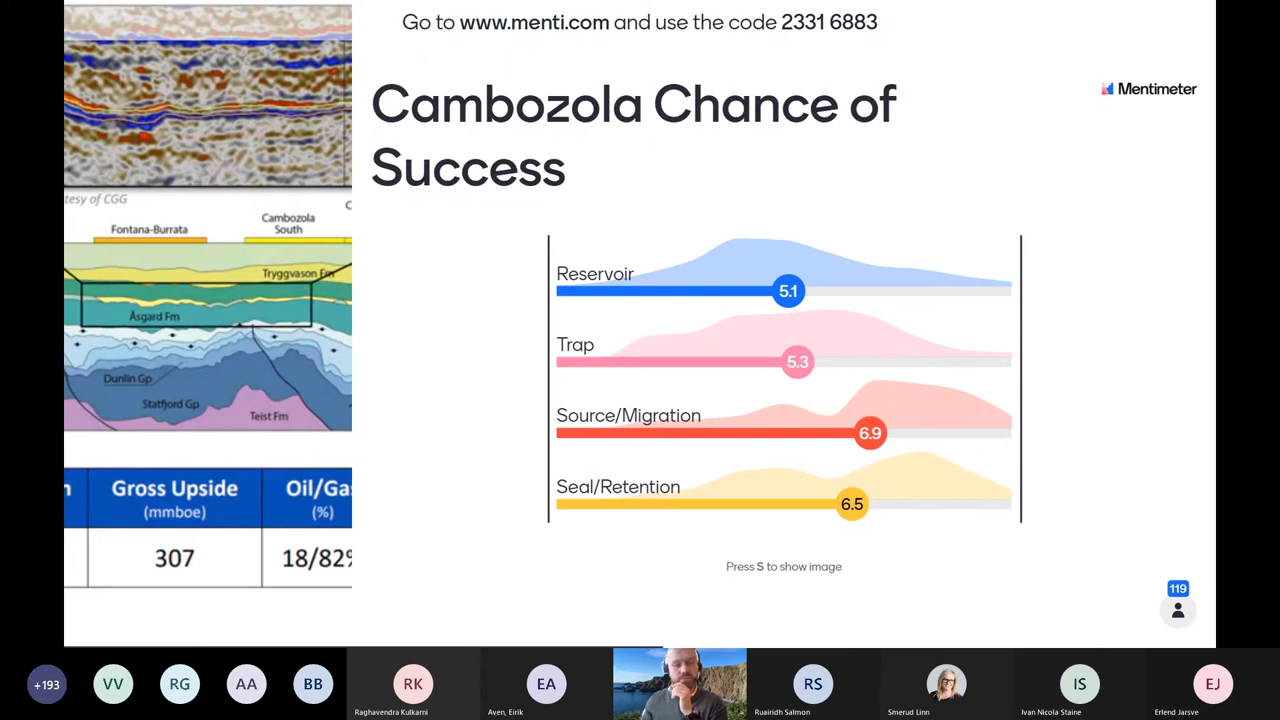 Go to www.menti.com and use the code 2331 6883
Cambozola Chance of
Success
Mentimeter
tesy of CGG
C
Fontana-Burrata
Cambozola
South
Tryggvason Fm
Åsgard Fm
Dunlin Gp
Statfjord Gp
Teist Fm
Gross Upside
(mmboe)
Oil/Ga
(%)
307
18/82%
Reservoir
5.1
Trap
5.3
Source/Migration
6.9
Seal/Retention
6.5
Press S to show image
119
+193
VV
RG
AA
BB
RK
Raghavendra Kulkarni
EA
Aven, Eirik
RS
Ruairidh Salmon
Smerud Linn
IS
Ivan Nicola Staine
EJ
Erlend Jarsve